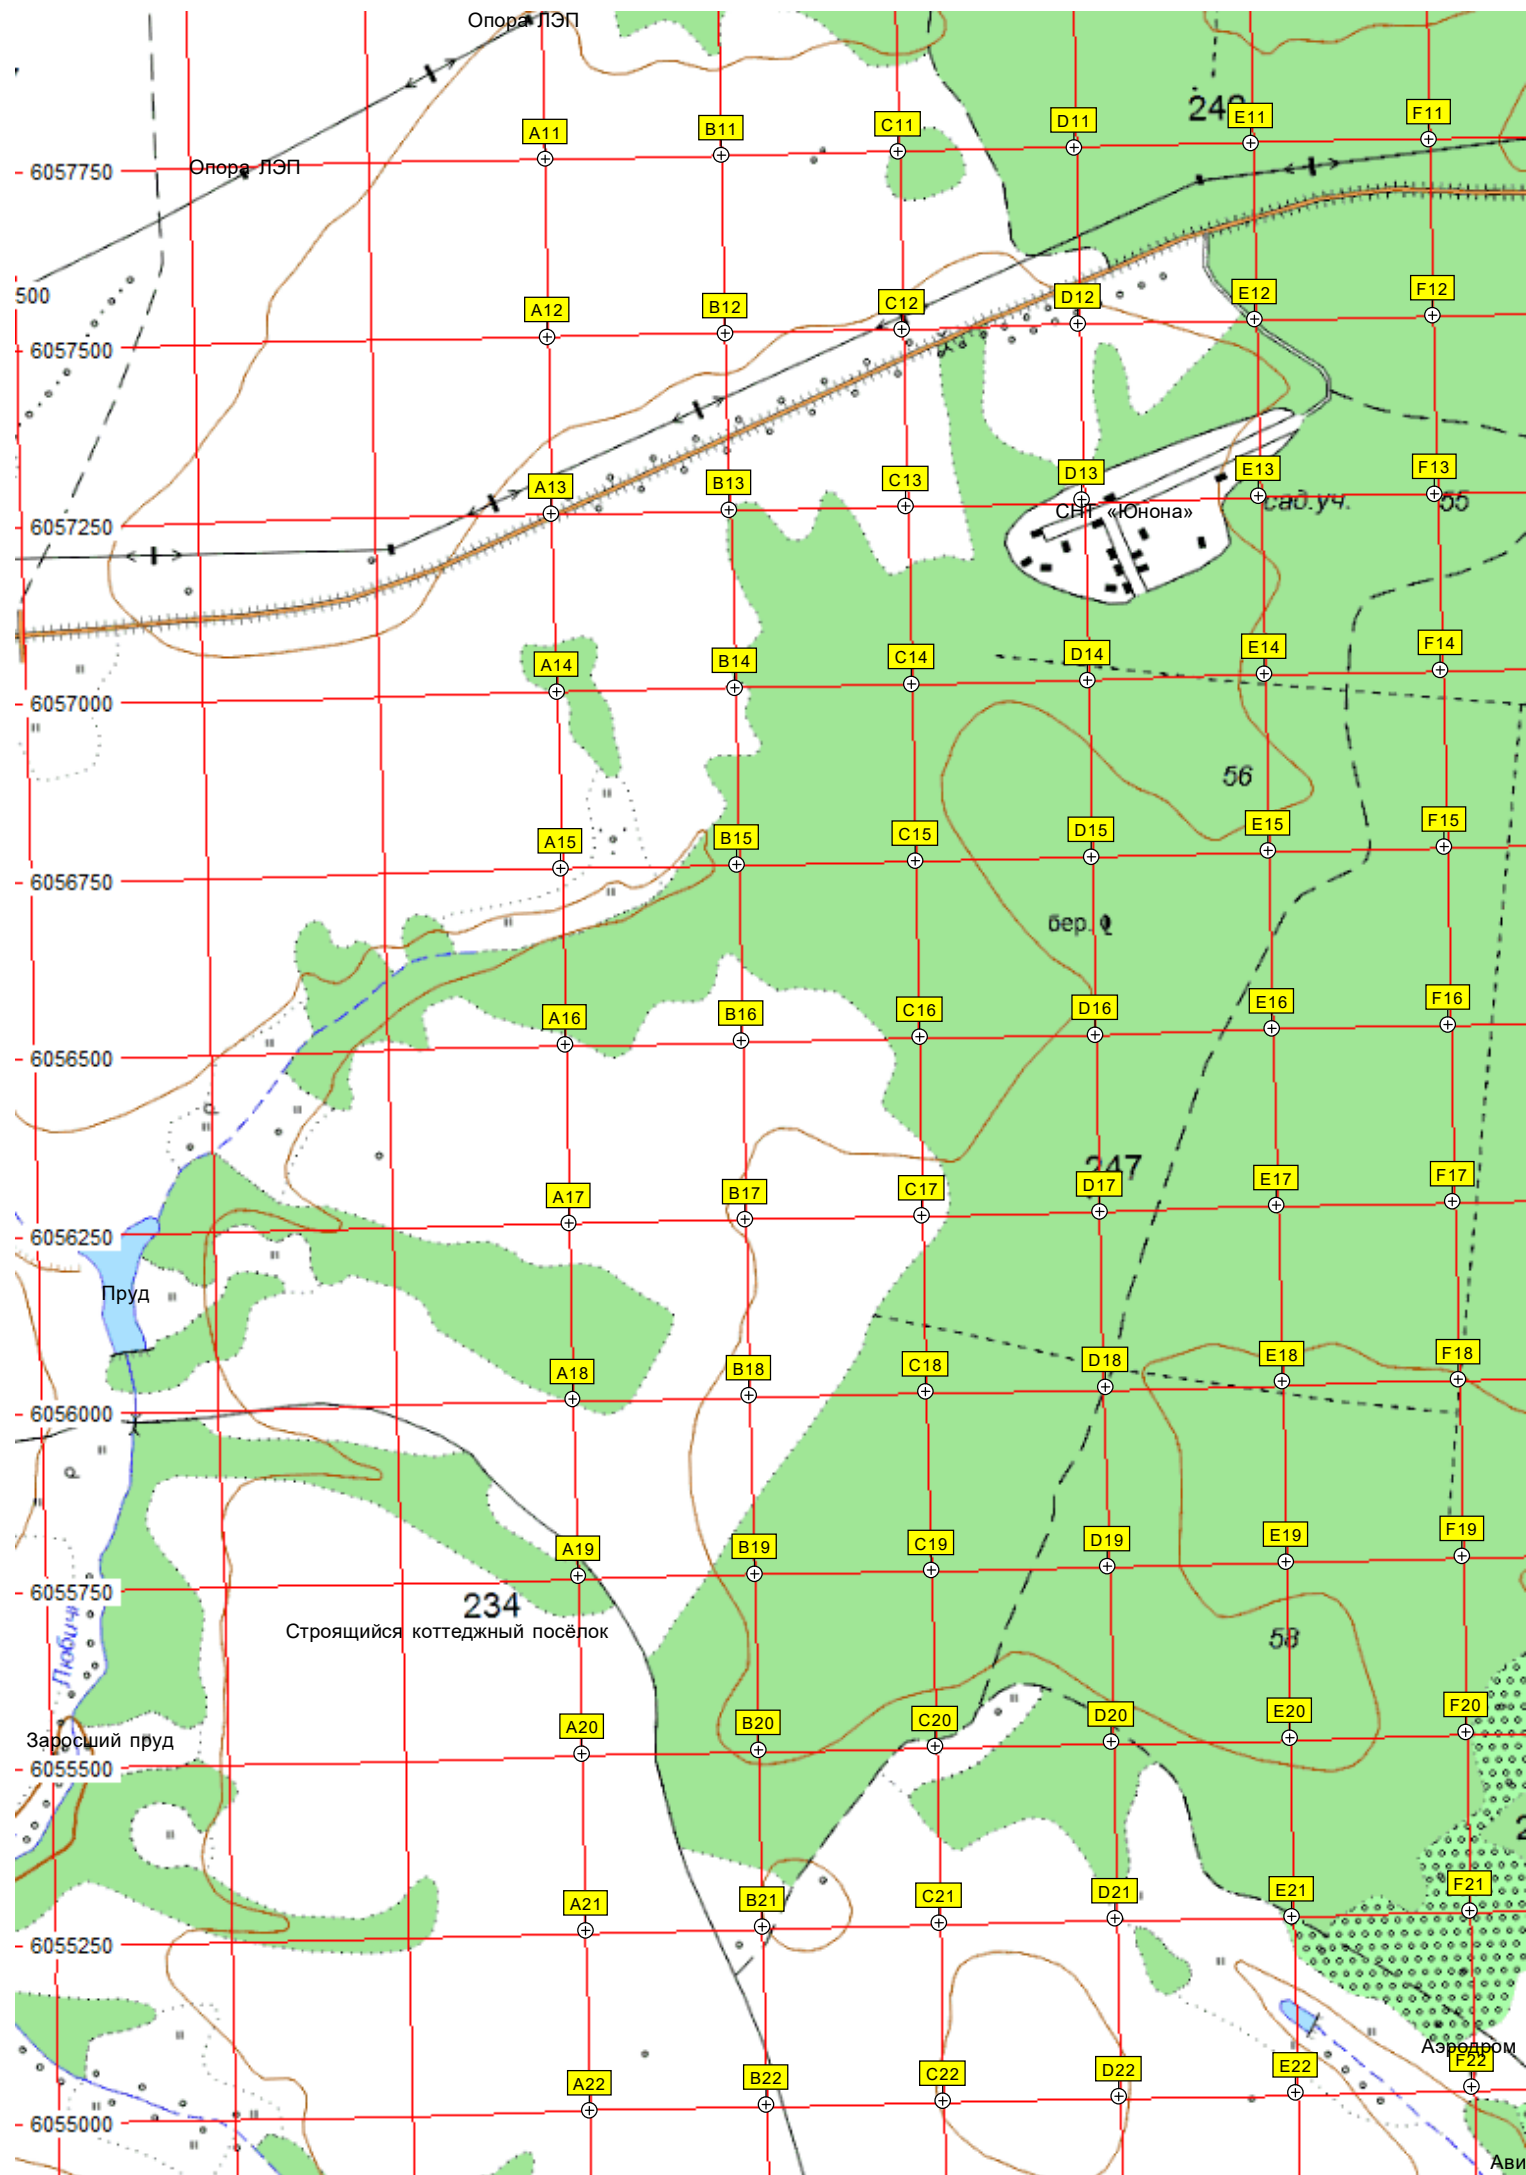 Опора ЛЭП
242
A11 B11 C11 D11 E11 F11
Опора ЛЭП
6057750
500
A12 B12 C12 D12 E12 F12
6057500
A13 B13 C13 D13 E13 F13
СНТ «Юнона» сад.уч. 55
6057250
A14 B14 C14 D14 E14 F14
6057000
56
A15 B15 C15 D15 E15 F15
6056750
бер.
A16 B16 C16 D16 E16 F16
6056500
247
A17 B17 C17 D17 E17 F17
6056250
Пруд
A18 B18 C18 D18 E18 F18
6056000
A19 B19 C19 D19 E19 F19
6055750
234
Строящийся коттеджный посёлок
58
A20 B20 C20 D20 E20 F20
Заросший пруд
6055500
A21 B21 C21 D21 E21 F21
6055250
Аэродром
A22 B22 C22 D22 E22 F22
6055000
Ави